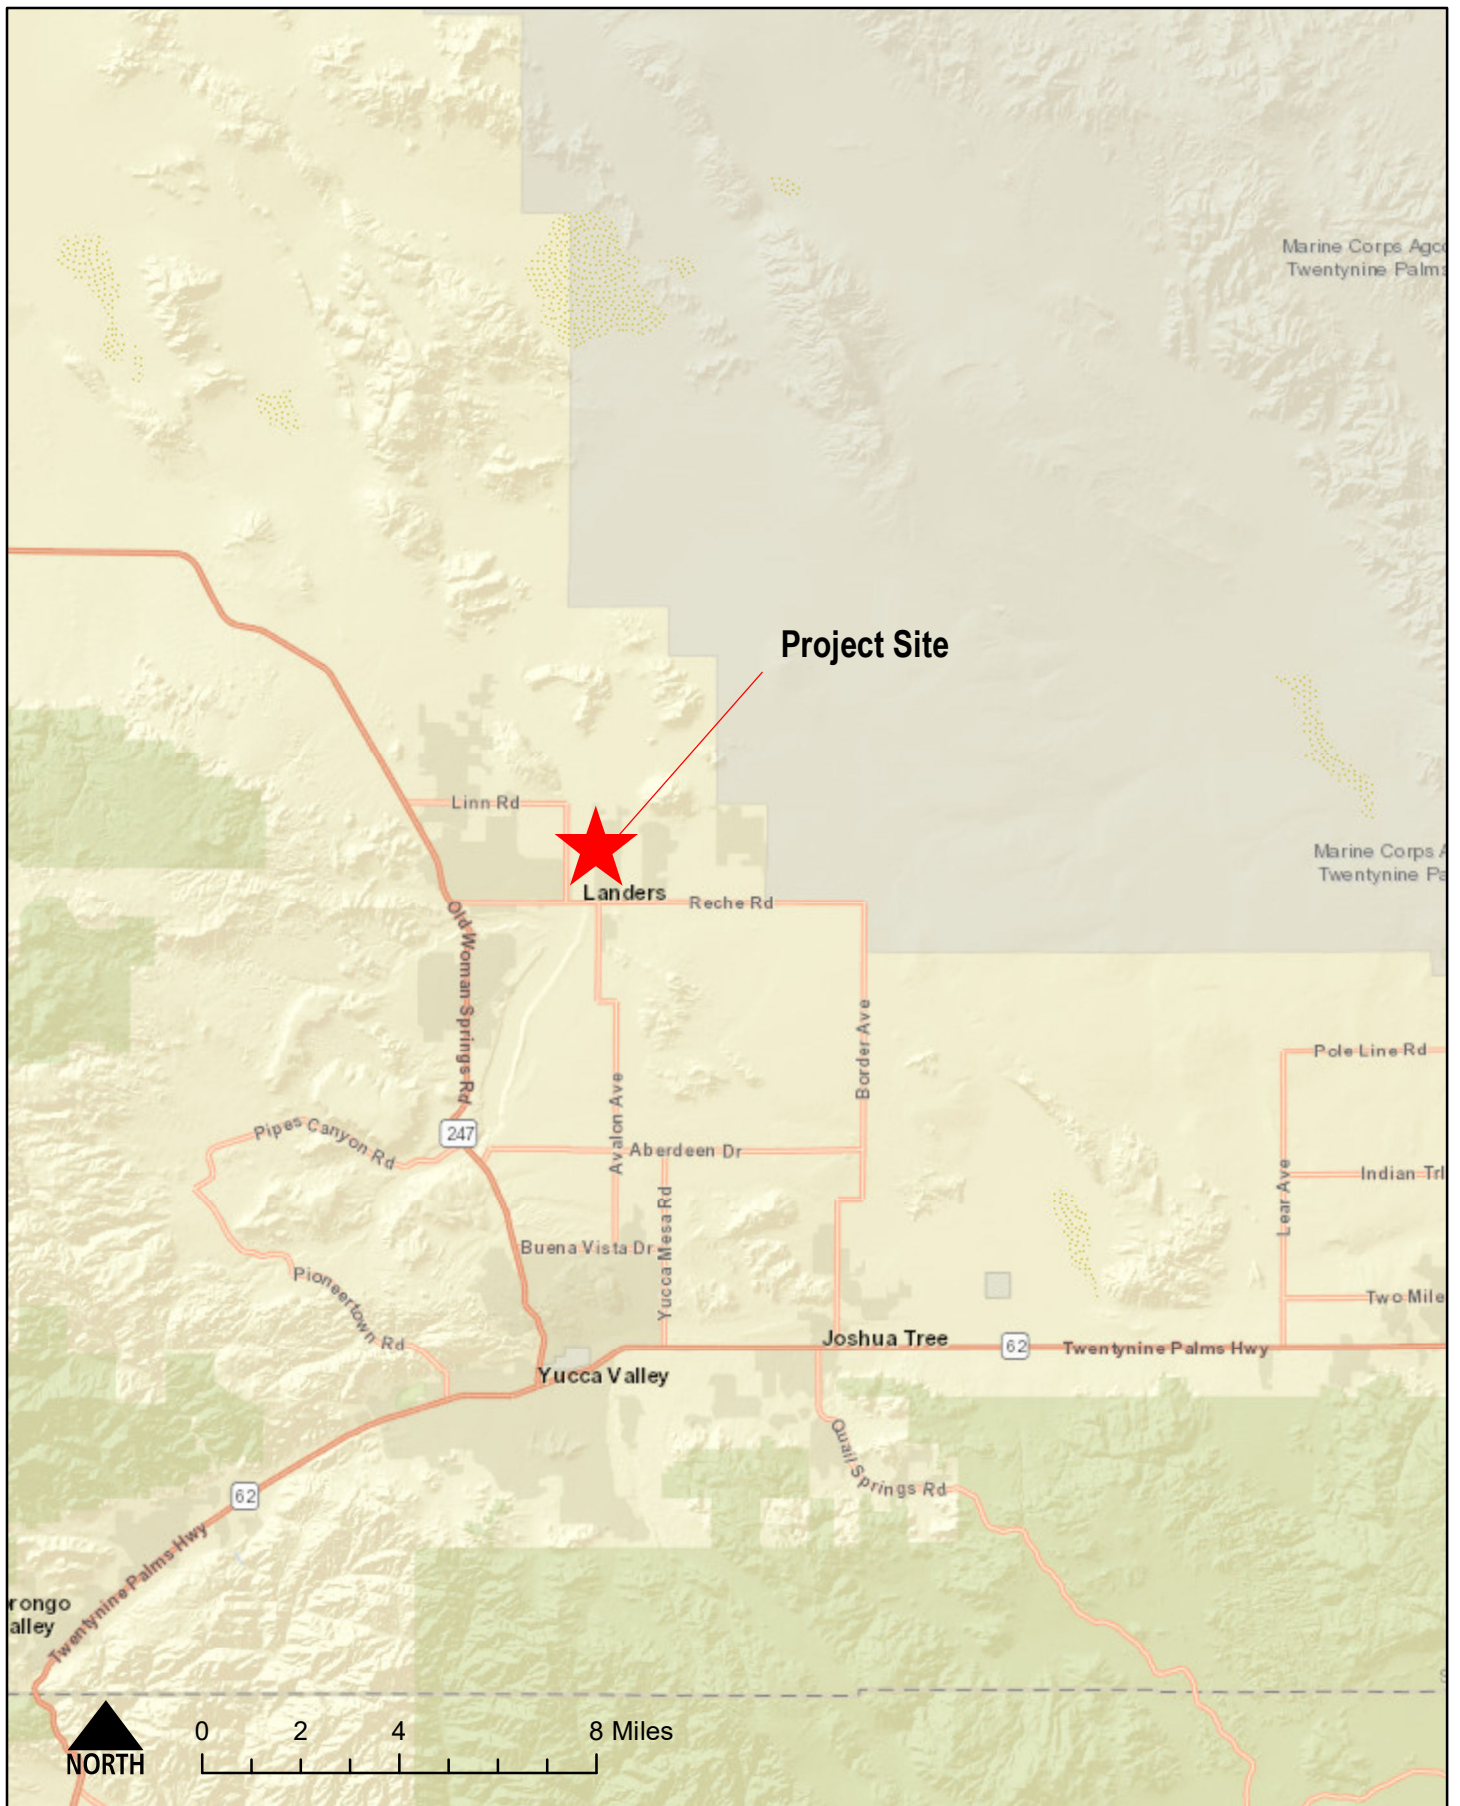 Marine Corps Agcc
Twentynine Palms
Project Site
Linn Rd
Landers
Reche Rd
Marine Corps A
Twentynine Pa
Old Woman Springs Rd
Border Ave
Pole Line Rd
247
Pipes Canyon Rd
Avalon Ave
Aberdeen Dr
Lear Ave
Indian Trl
Yucca Mesa Rd
Buena Vista Dr
Pioneertown Rd
Two Mile
Joshua Tree
62
Twentynine Palms Hwy
Yucca Valley
Quail Springs Rd
62
Twentynine Palms Hwy
rongo
alley
0 2 4 8 Miles
NORTH